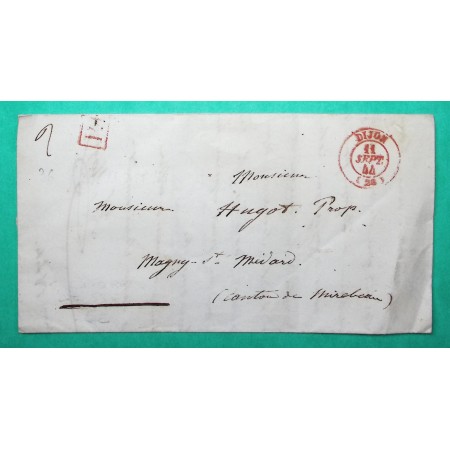 DIJON
11
SEPT.
44
(20)
Monsieur
Monsieur Hugot. Prop.
Magny-St Médard.
(Canton de Mirebeau)